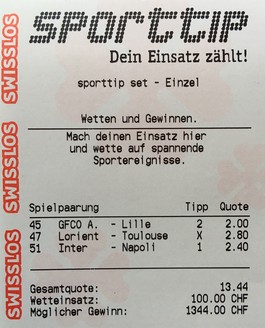 sporttip
Dein Einsatz zählt!
sporttip set - Einzel
Wetten und Gewinnen.
Mach deinen Einsatz hier
und wette auf spannende
Sportereignisse.
Spielpaarung Tipp Quote
45 GFCO A. - Lille 2 2.00
47 Lorient - Toulouse X 2.80
51 Inter - Napoli 1 2.40
Gesamtquote: 13.44
Wetteinsatz: 100.00 CHF
Möglicher Gewinn: 1344.00 CHF
SWISSLOS
SWISSLOS
SWISSLOS